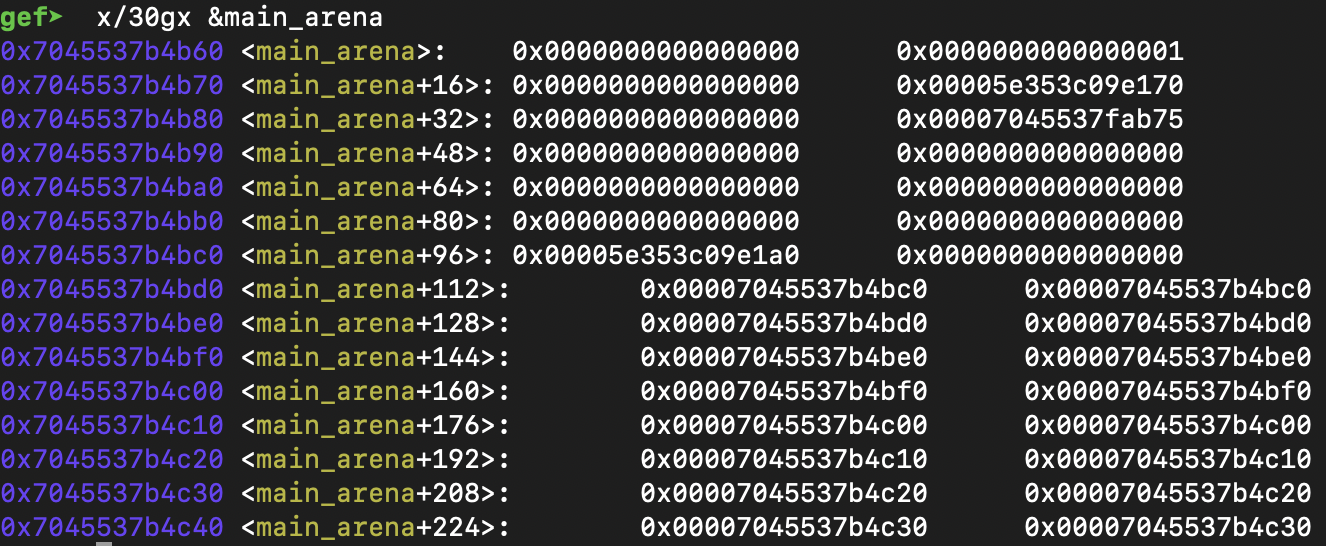 gef➤  x/30gx &main_arena
0x7045537b4b60 <main_arena>:    0x0000000000000000      0x0000000000000001
0x7045537b4b70 <main_arena+16>: 0x0000000000000000      0x00005e353c09e170
0x7045537b4b80 <main_arena+32>: 0x0000000000000000      0x00007045537fab75
0x7045537b4b90 <main_arena+48>: 0x0000000000000000      0x0000000000000000
0x7045537b4ba0 <main_arena+64>: 0x0000000000000000      0x0000000000000000
0x7045537b4bb0 <main_arena+80>: 0x0000000000000000      0x0000000000000000
0x7045537b4bc0 <main_arena+96>: 0x00005e353c09e1a0      0x0000000000000000
0x7045537b4bd0 <main_arena+112>:        0x00007045537b4bc0      0x00007045537b4bc0
0x7045537b4be0 <main_arena+128>:        0x00007045537b4bd0      0x00007045537b4bd0
0x7045537b4bf0 <main_arena+144>:        0x00007045537b4be0      0x00007045537b4be0
0x7045537b4c00 <main_arena+160>:        0x00007045537b4bf0      0x00007045537b4bf0
0x7045537b4c10 <main_arena+176>:        0x00007045537b4c00      0x00007045537b4c00
0x7045537b4c20 <main_arena+192>:        0x00007045537b4c10      0x00007045537b4c10
0x7045537b4c30 <main_arena+208>:        0x00007045537b4c20      0x00007045537b4c20
0x7045537b4c40 <main_arena+224>:        0x00007045537b4c30      0x00007045537b4c30